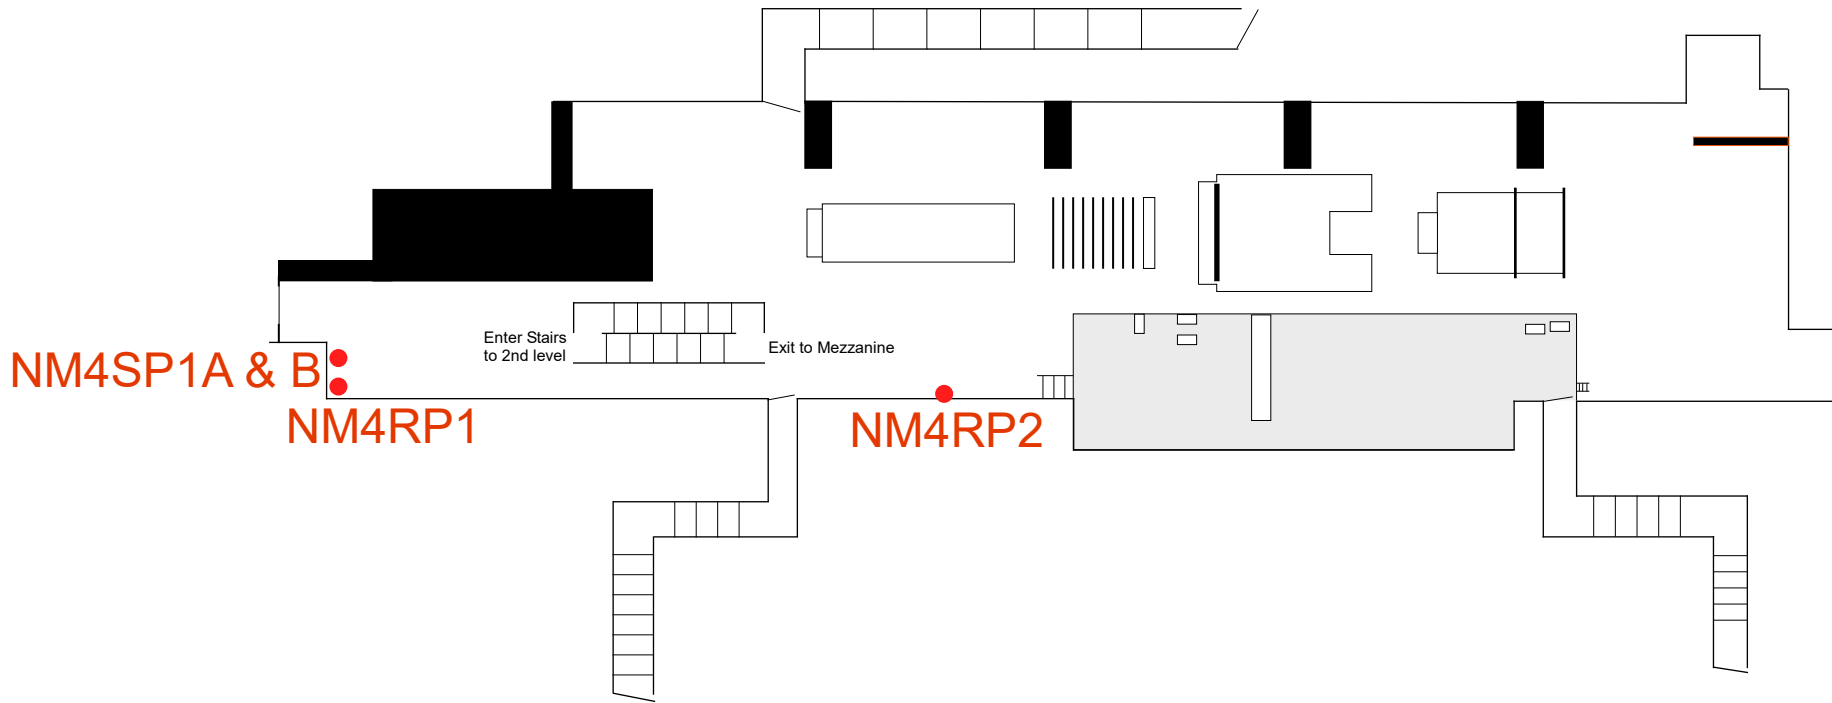 Enter Stairs
to 2nd level
Exit to Mezzanine
NM4SP1A & B
NM4RP1
NM4RP2